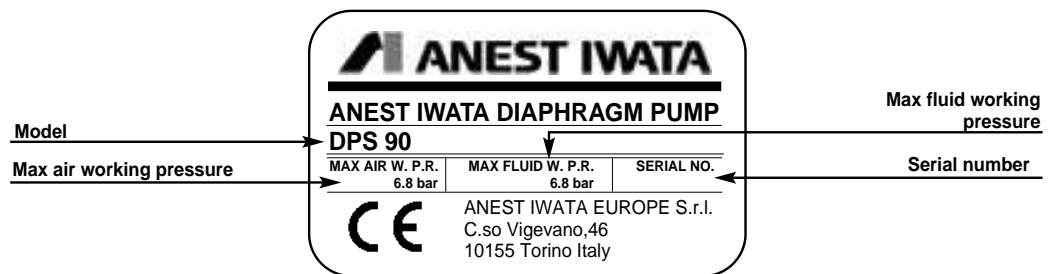 ANEST IWATA
ANEST IWATA DIAPHRAGM PUMP
Model
DPS 90
Max fluid working
pressure
Max air working pressure
MAX AIR W. P.R.
6.8 bar
MAX FLUID W. P.R.
6.8 bar
SERIAL NO.
Serial number
CE
ANEST IWATA EUROPE S.r.l.
C.so Vigevano,46
10155 Torino Italy